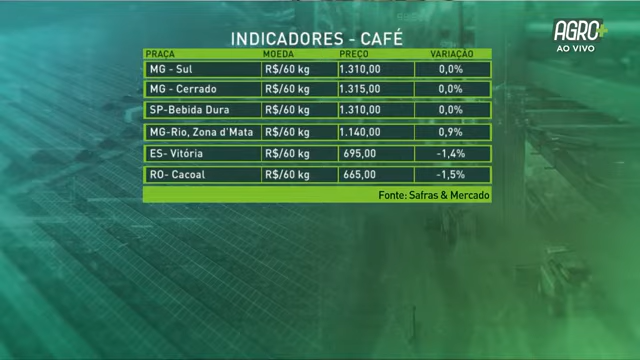 AGRO+
AO VIVO
INDICADORES - CAFÉ
PRAÇA MOEDA PREÇO VARIAÇÃO
MG - Sul R$/60 kg 1.310,00 0,0%
MG - Cerrado R$/60 kg 1.315,00 0,0%
SP-Bebida Dura R$/60 kg 1.310,00 0,0%
MG-Rio, Zona d'Mata R$/60 kg 1.140,00 0,9%
ES- Vitória R$/60 kg 695,00 -1,4%
RO- Cacoal R$/60 kg 665,00 -1,5%
Fonte: Safras & Mercado